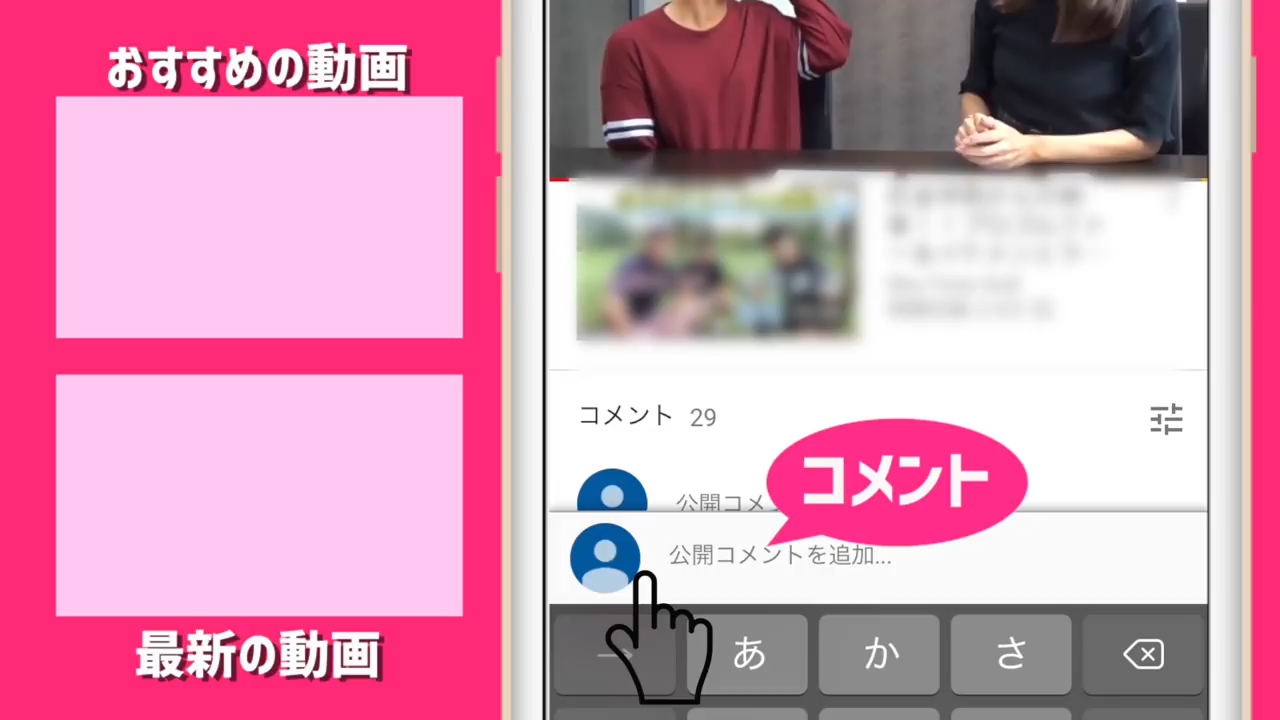 おすすめの動画
最新の動画
コメント 29
コメント
公開コメ
公開コメントを追加...
→ あ か さ